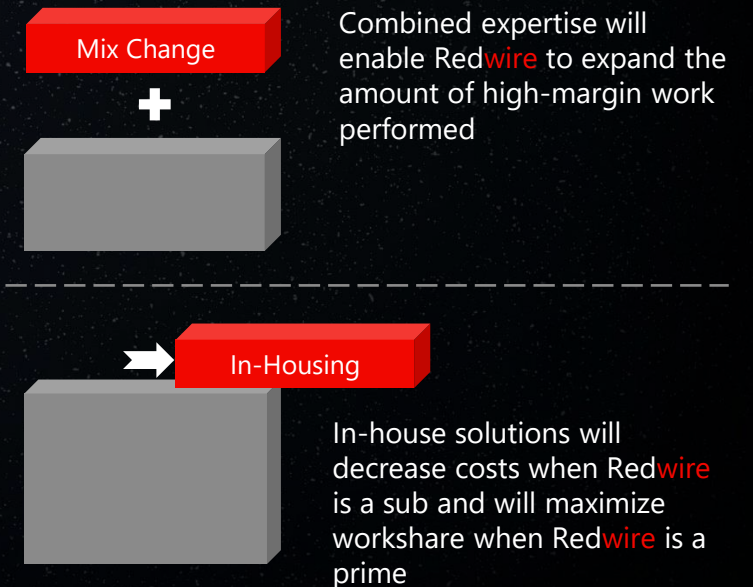 Mix Change
Combined expertise will
enable Redwire to expand the
amount of high-margin work
performed
In-Housing
In-house solutions will
decrease costs when Redwire
is a sub and will maximize
workshare when Redwire is a
prime